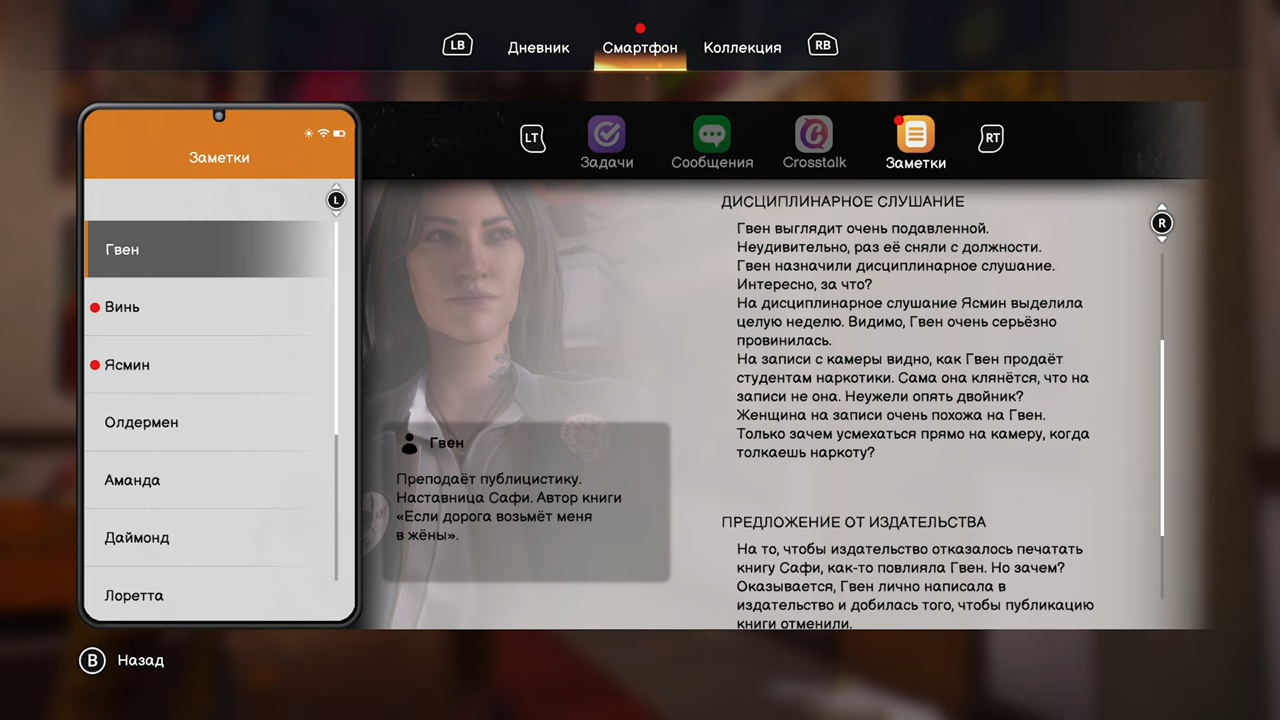 LB
Дневник
Смартфон
Коллекция
RB
Заметки
L
Гвен
Винь
Ясмин
Олдермен
Аманда
Даймонд
Лоретта
LT
Задачи
Сообщения
Crosstalk
Заметки
RT
Гвен
Преподаёт публицистику.
Наставница Сафи. Автор книги
«Если дорога возьмёт меня
в жёны».
ДИСЦИПЛИНАРНОЕ СЛУШАНИЕ
Гвен выглядит очень подавленной.
Неудивительно, раз её сняли с должности.
Гвен назначили дисциплинарное слушание.
Интересно, за что?
На дисциплинарное слушание Ясмин выделила
целую неделю. Видимо, Гвен очень серьёзно
провинилась.
На записи с камеры видно, как Гвен продаёт
студентам наркотики. Сама она клянётся, что на
записи не она. Неужели опять двойник?
Женщина на записи очень похожа на Гвен.
Только зачем усмехаться прямо на камеру, когда
толкаешь наркоту?
ПРЕДЛОЖЕНИЕ ОТ ИЗДАТЕЛЬСТВА
На то, чтобы издательство отказалось печатать
книгу Сафи, как-то повлияла Гвен. Но зачем?
Оказывается, Гвен лично написала в
издательство и добилась того, чтобы публикацию
книги отменили.
R
B
Назад